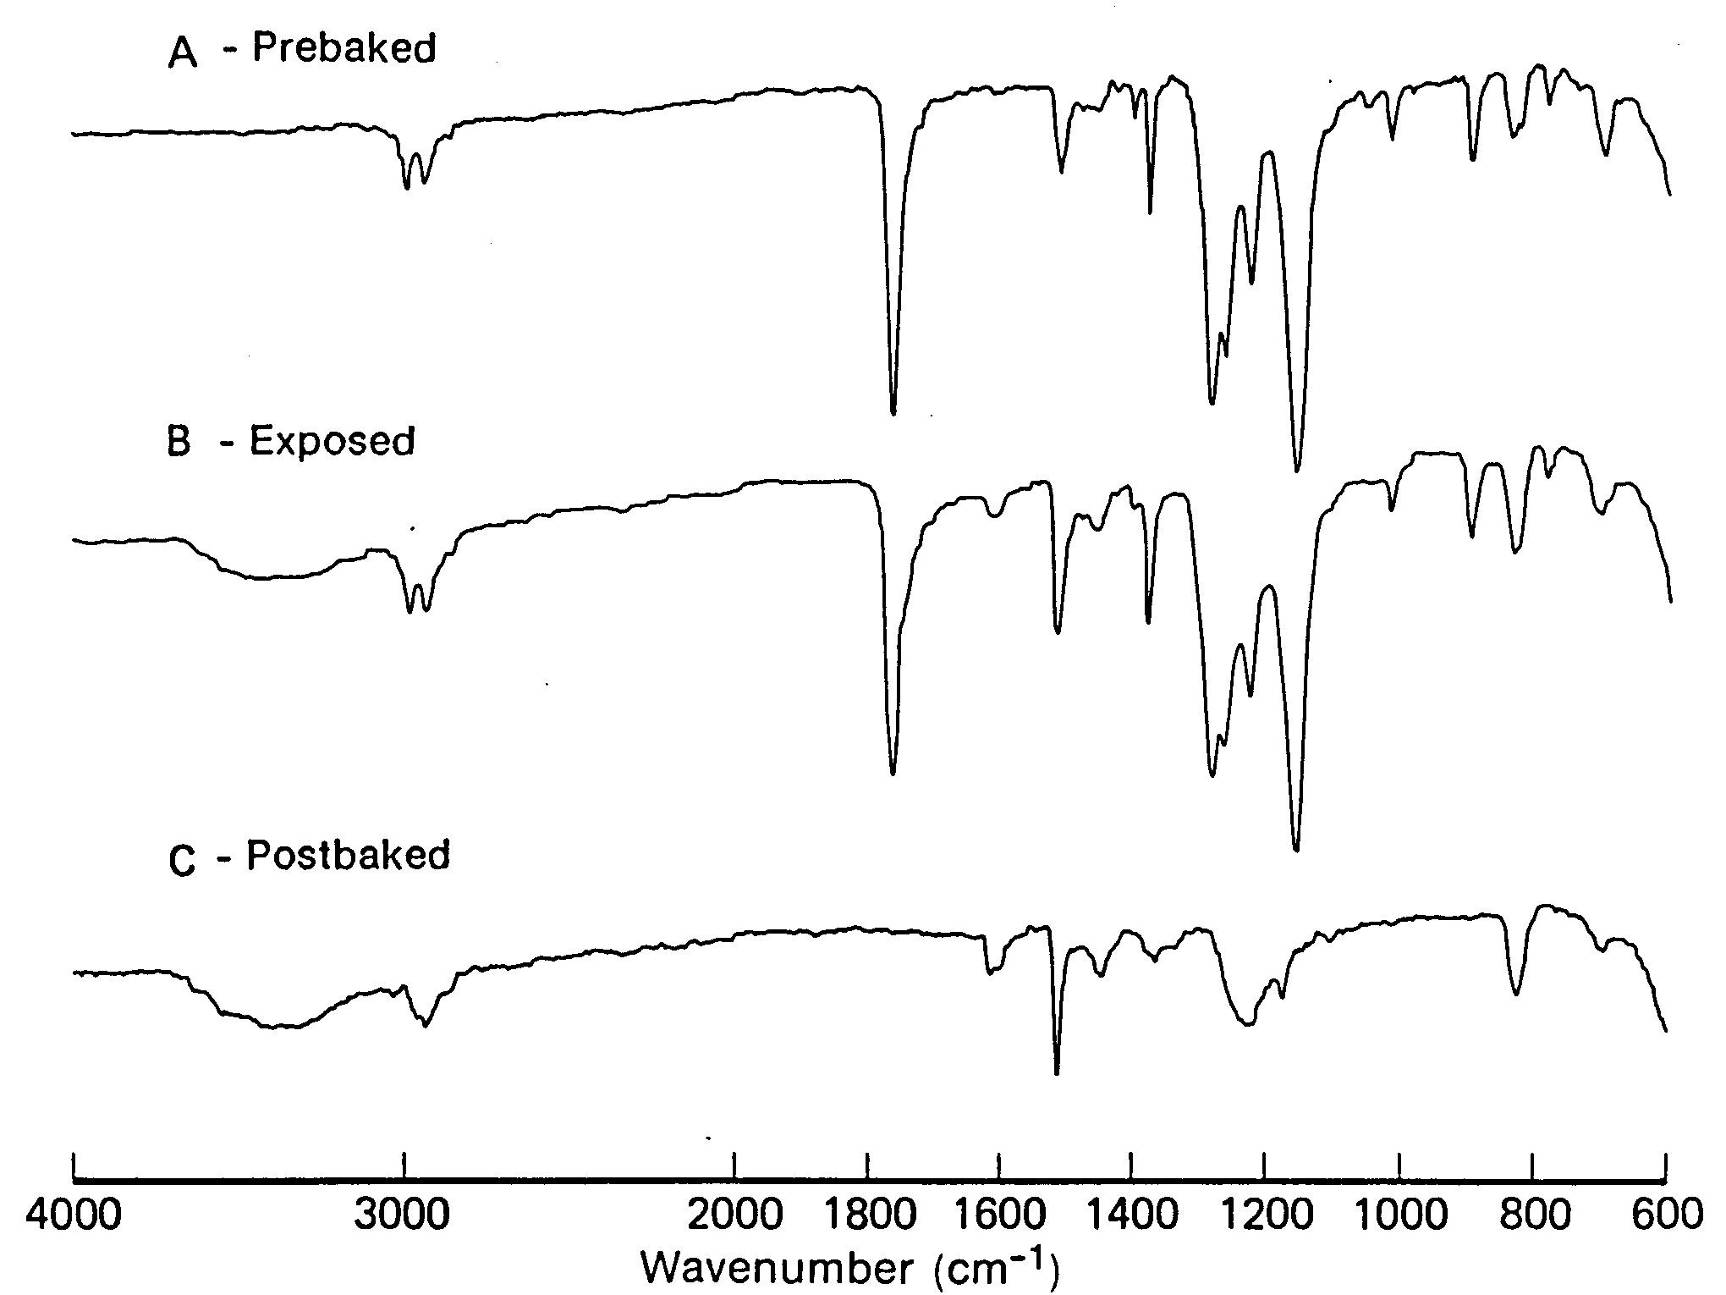 A - Prebaked
B - Exposed
C - Postbaked
4000 3000 2000 1800 1600 1400 1200 1000 800 600
Wavenumber (cm⁻¹)